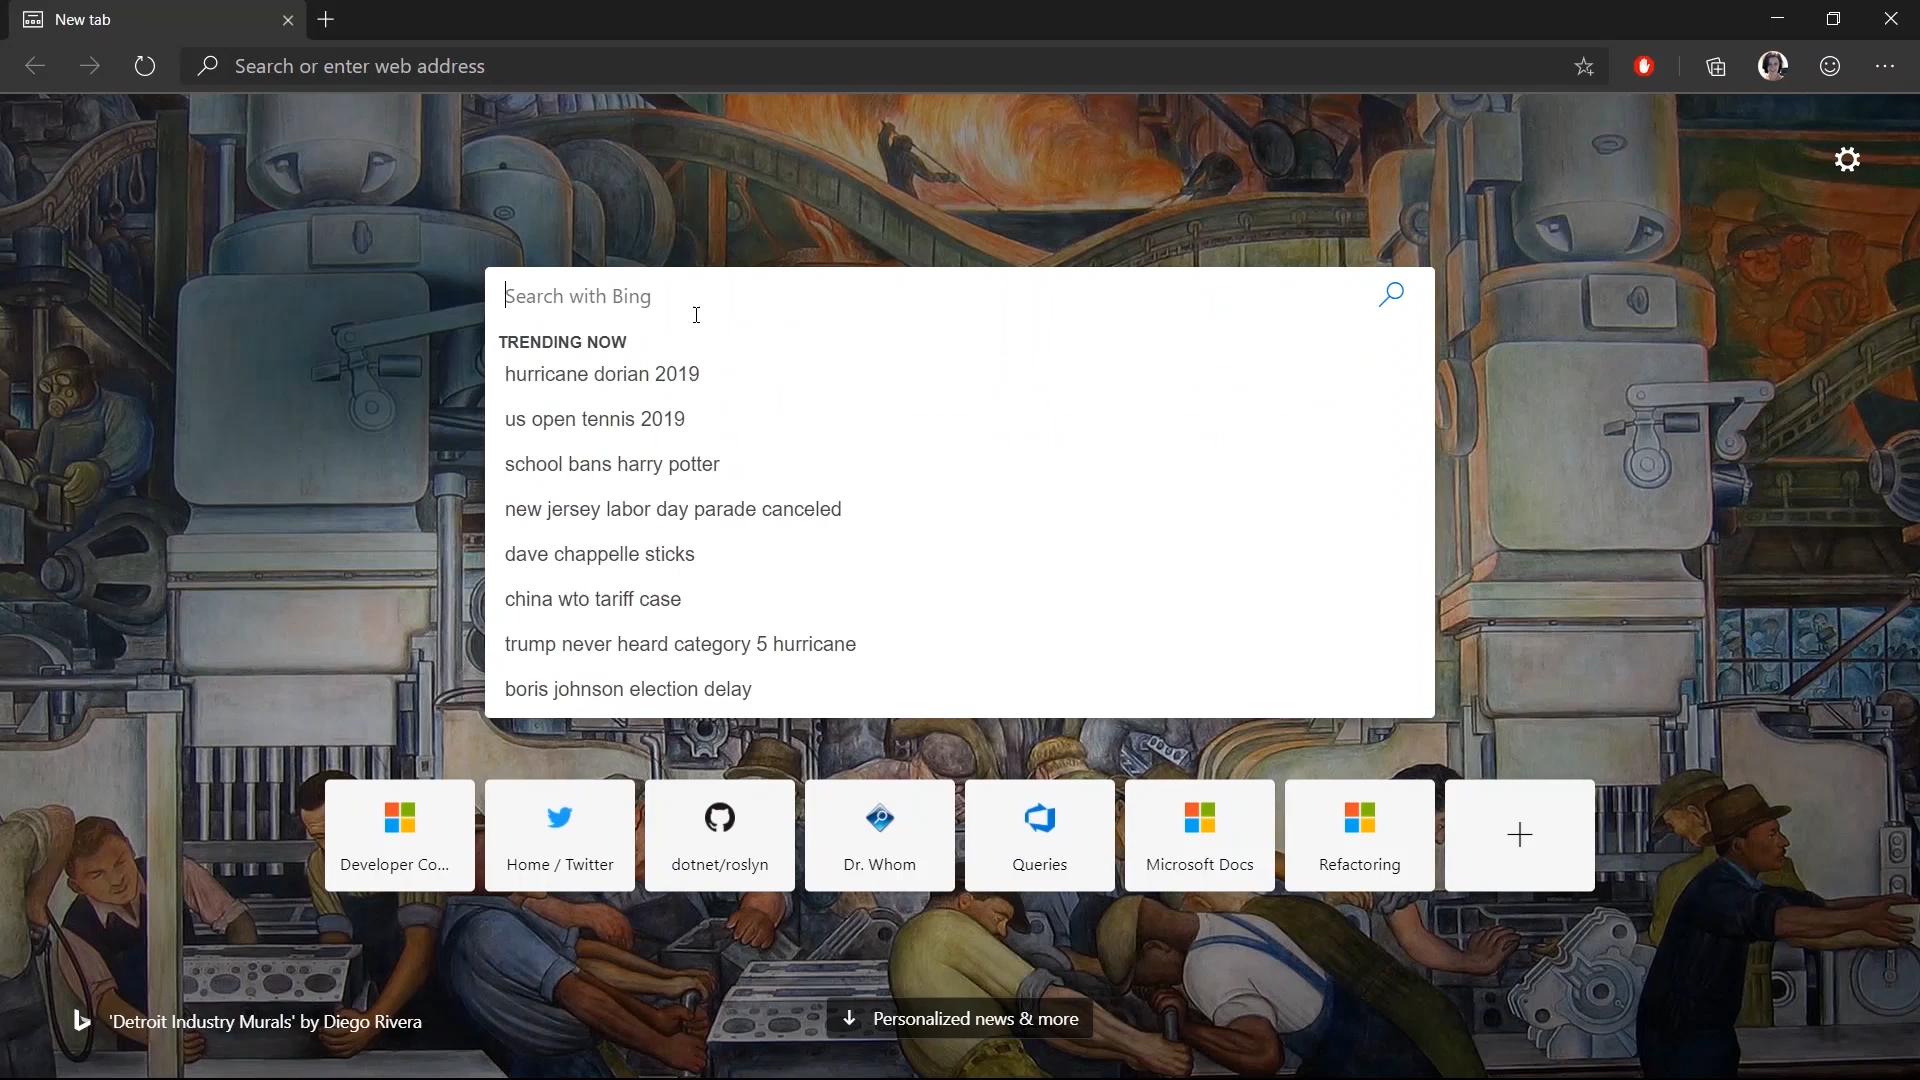 New tab
Search or enter web address
Search with Bing
TRENDING NOW
hurricane dorian 2019
us open tennis 2019
school bans harry potter
new jersey labor day parade canceled
dave chappelle sticks
china wto tariff case
trump never heard category 5 hurricane
boris johnson election delay
Developer Co...
Home / Twitter
dotnet/roslyn
Dr. Whom
Queries
Microsoft Docs
Refactoring
'Detroit Industry Murals' by Diego Rivera
Personalized news & more